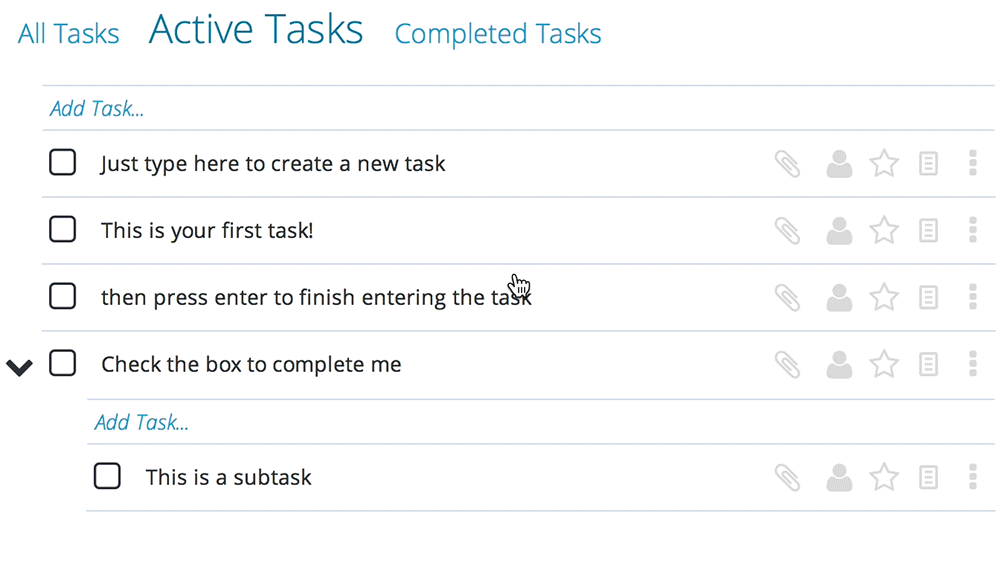 All Tasks Active Tasks Completed Tasks
Add Task...
Just type here to create a new task
This is your first task!
then press enter to finish entering the task
Check the box to complete me
Add Task...
This is a subtask